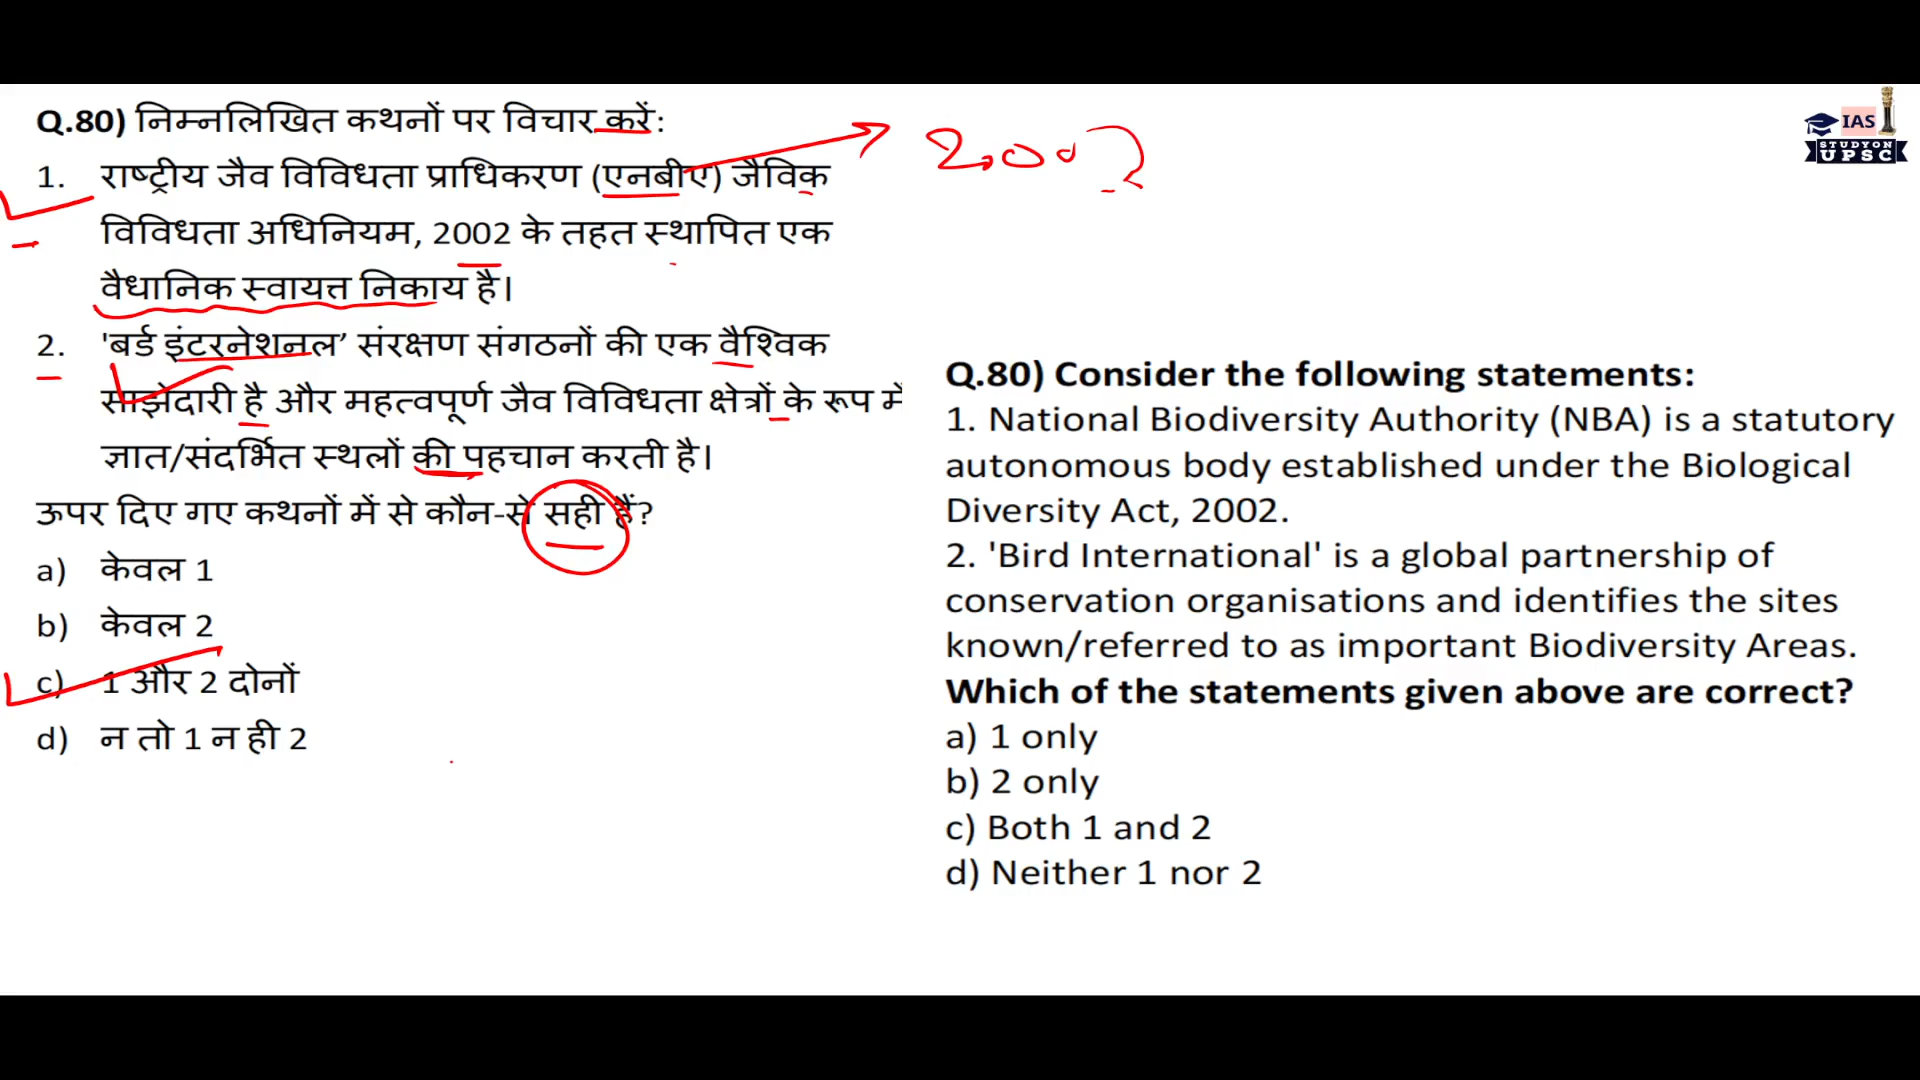 Q.80) निम्नलिखित कथनों पर विचार करें:
1. राष्ट्रीय जैव विविधता प्राधिकरण (एनबीए) जैविक
विविधता अधिनियम, 2002 के तहत स्थापित एक
वैधानिक स्वायत्त निकाय है।
2. 'बर्ड इंटरनेशनल’ संरक्षण संगठनों की एक वैश्विक
साझेदारी है और महत्वपूर्ण जैव विविधता क्षेत्रों के रूप में
ज्ञात/संदर्भित स्थलों की पहचान करती है।
ऊपर दिए गए कथनों में से कौन-से सही हैं?
a) केवल 1
b) केवल 2
c) 1 और 2 दोनों
d) न तो 1 न ही 2
2003
IAS
STUDYON
UPSC
Q.80) Consider the following statements:
1. National Biodiversity Authority (NBA) is a statutory
autonomous body established under the Biological
Diversity Act, 2002.
2. 'Bird International' is a global partnership of
conservation organisations and identifies the sites
known/referred to as important Biodiversity Areas.
Which of the statements given above are correct?
a) 1 only
b) 2 only
c) Both 1 and 2
d) Neither 1 nor 2